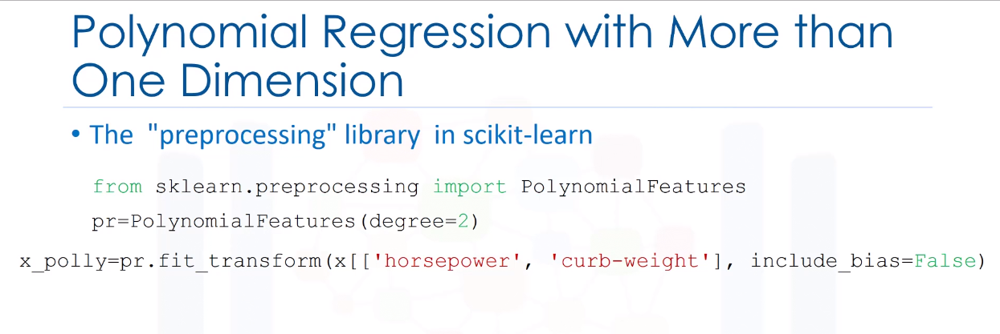 Polynomial Regression with More than
One Dimension
• The "preprocessing" library in scikit-learn
from sklearn.preprocessing import PolynomialFeatures
pr=PolynomialFeatures(degree=2)
x_polly=pr.fit_transform(x[['horsepower', 'curb-weight'], include_bias=False)